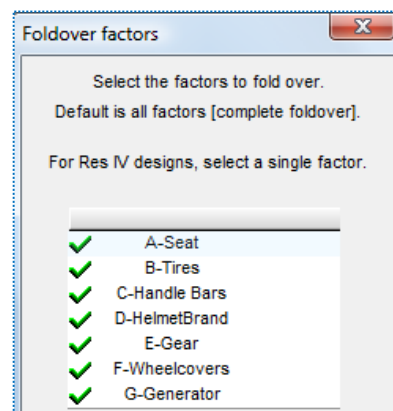 Foldover factors
Select the factors to fold over.
Default is all factors [complete foldover].
For Res IV designs, select a single factor.
A-Seat
B-Tires
C-Handle Bars
D-HelmetBrand
E-Gear
F-Wheelcovers
G-Generator